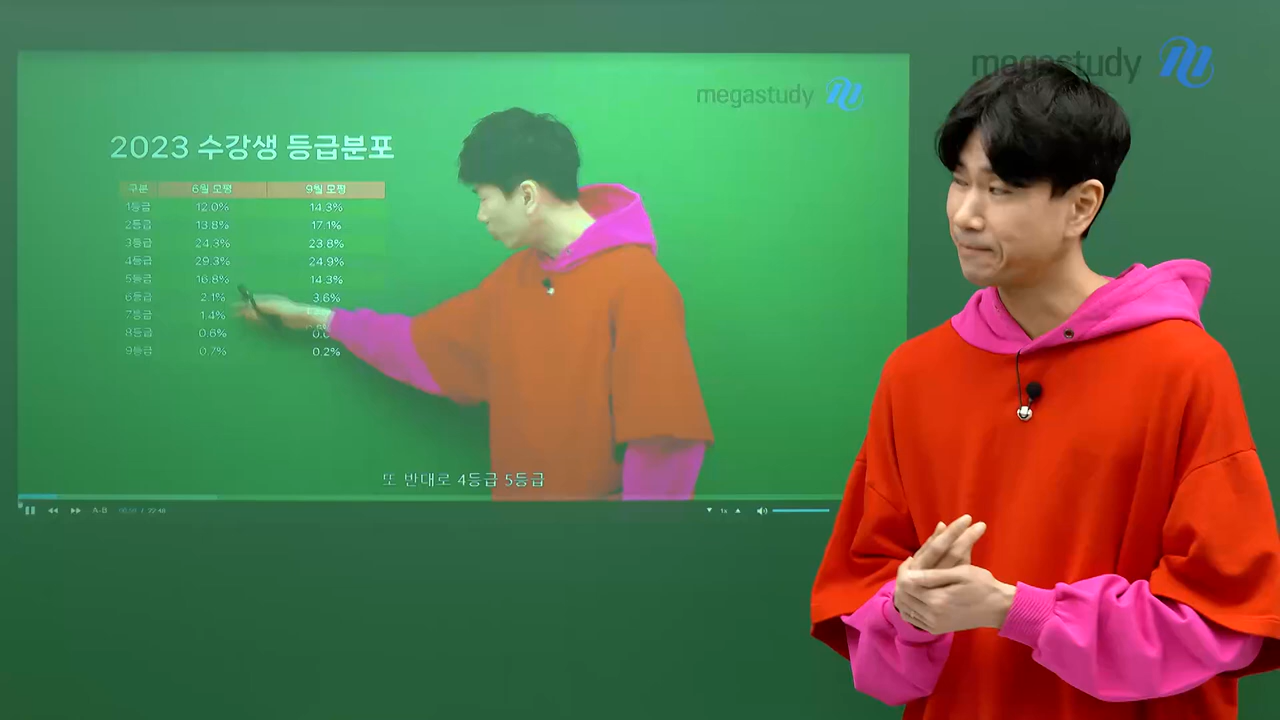 megastudy
megastudy
2023 수강생 등급분포
구분 6월 모평 9월 모평
1등급 12.0% 14.3%
2등급 13.8% 17.1%
3등급 24.3% 23.8%
4등급 29.3% 24.9%
5등급 16.8% 14.3%
6등급 2.1% 3.6%
7등급 1.4%
8등급 0.6%
9등급 0.7% 0.2%
또 반대로 4등급 5등급
A-B / 22:48 1x